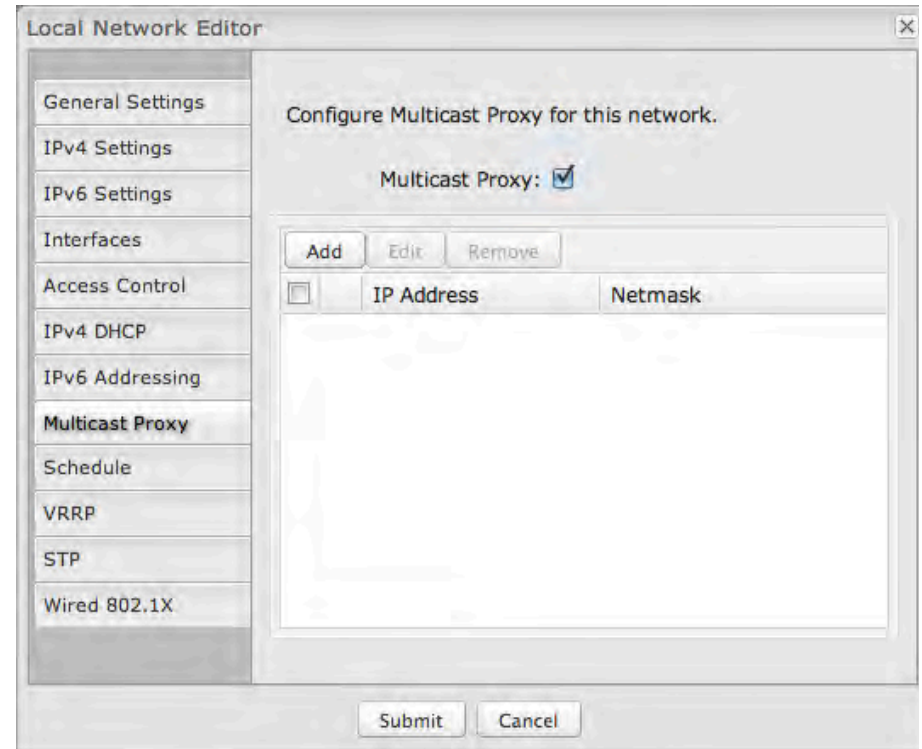 Local Network Editor
General Settings
IPv4 Settings
IPv6 Settings
Interfaces
Access Control
IPv4 DHCP
IPv6 Addressing
Multicast Proxy
Schedule
VRRP
STP
Wired 802.1X
Configure Multicast Proxy for this network.
Multicast Proxy:
Add Edit Remove
IP Address Netmask
Submit Cancel